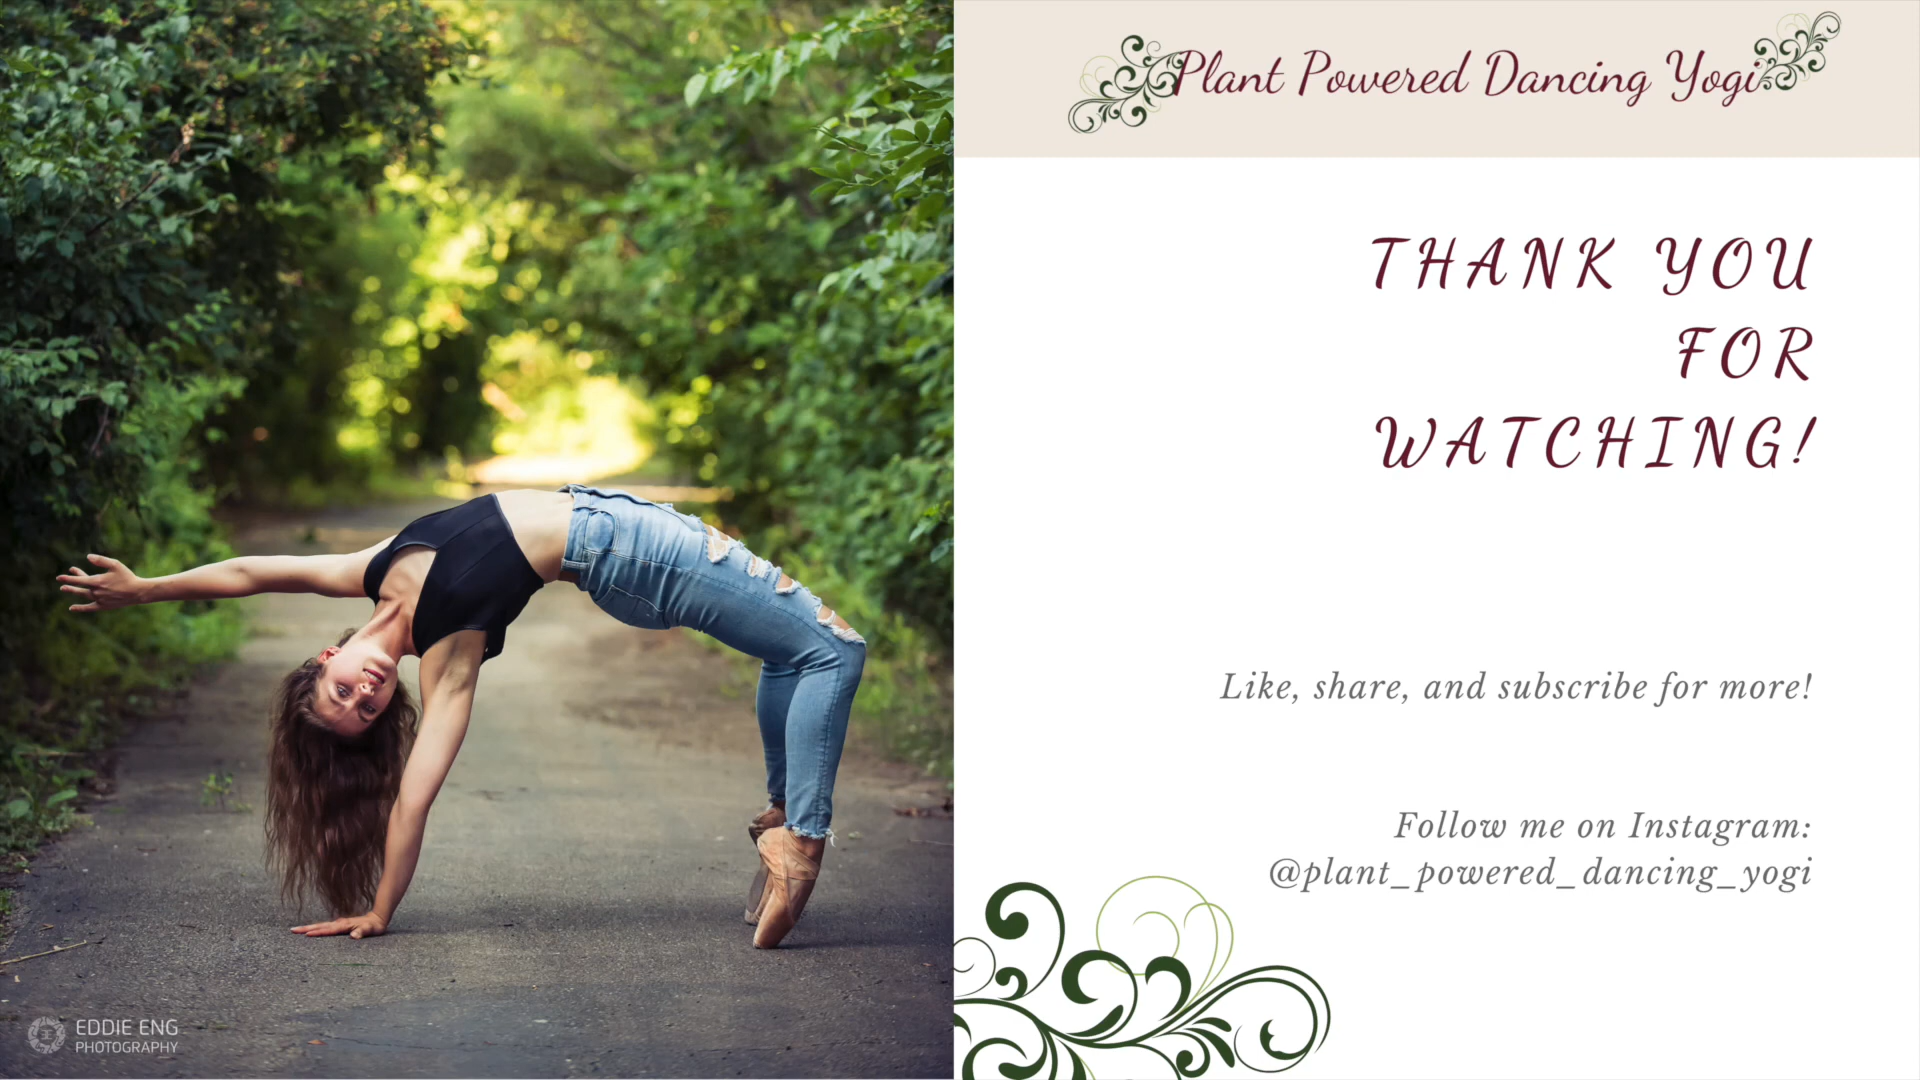 Plant Powered Dancing Yogi
THANK YOU
FOR
WATCHING!
Like, share, and subscribe for more!
Follow me on Instagram:
@plant_powered_dancing_yogi
EDDIE ENG
PHOTOGRAPHY